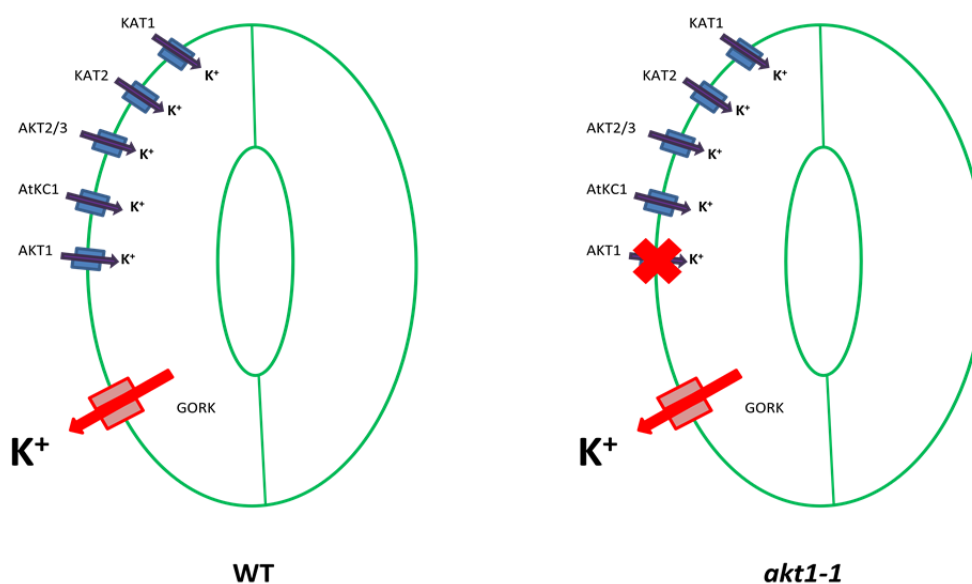 KAT1
K⁺
KAT2
K⁺
AKT2/3
K⁺
AtKC1
K⁺
AKT1
K⁺
GORK
K⁺
WT
KAT1
K⁺
KAT2
K⁺
AKT2/3
K⁺
AtKC1
K⁺
AKT1
K⁺
GORK
K⁺
akt1-1